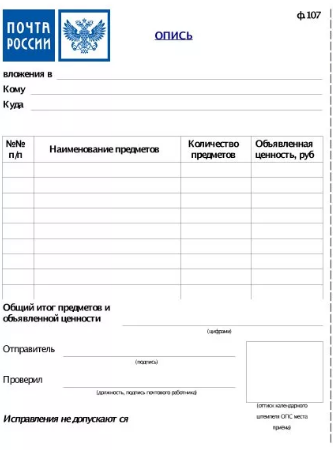 ПОЧТА РОССИИ
ф.107
ОПИСЬ
вложения в
Кому
Куда
№№ п/п
Наименование предметов
Количество предметов
Объявленная ценность, руб
Общий итог предметов и
объявленной ценности
(цифрами)
Отправитель
(подпись)
Проверил
(должность, подпись почтового работника)
(оттиск календарного
штемпеля ОПС места
приема)
Исправления не допускают ся